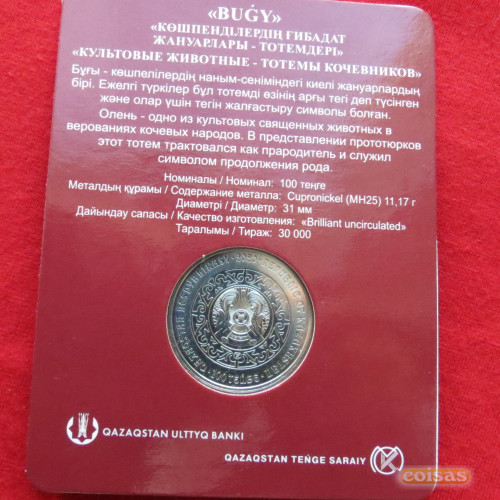 «BUǴY»
«КӨШПЕНДІЛЕРДІҢ ҒИБАДАТ
ЖАНУАРЛАРЫ - ТОТЕМДЕРІ»
«КУЛЬТОВЫЕ ЖИВОТНЫЕ - ТОТЕМЫ КОЧЕВНИКОВ»
Бұғы - көшпелілердің наным-сеніміндегі киелі жануарлардың
бірі. Ежелгі түркілер бұл тотемді өзінің арғы тегі деп түсінген
және олар үшін тегін жалғастыру символы болған.
Олень - одно из культовых священных животных в
верованиях кочевых народов. В представлении прототюрков
этот тотем трактовался как прародитель и служил
символом продолжения рода.
Номиналы / Номинал: 100 теңге
Металдың құрамы / Содержание металла: Cupronickel (MH25) 11,17 г
Диаметрі / Диаметр: 31 мм
Дайындау сапасы / Качество изготовления: «Brilliant uncirculated»
Таралымы / Тираж: 30 000
QAZAQSTAN ULTTYQ BANKI
QAZAQSTAN TEŃGE SARAIY
coisas